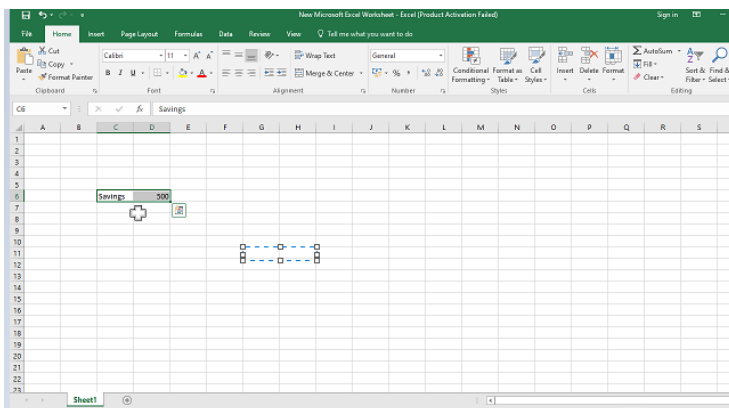 New Microsoft Excel Worksheet - Excel (Product Activation Failed) Sign in
File Home Insert Page Layout Formulas Data Review View Tell me what you want to do
Paste Cut Copy Format Painter Clipboard
Calibri 11 A A B I U A Font
Wrap Text Merge & Center Alignment
General % , Number
Conditional Formatting Format as Table Cell Styles Styles
Insert Delete Format Cells
AutoSum Fill Clear Sort & Filter Find & Select Editing
C6 fx Savings
A B C D E F G H I J K L M N O P Q R S
1
2
3
4
5
6 Savings 500
7
8
9
10
11
12
13
14
15
16
17
18
19
20
21
22
23
Sheet1